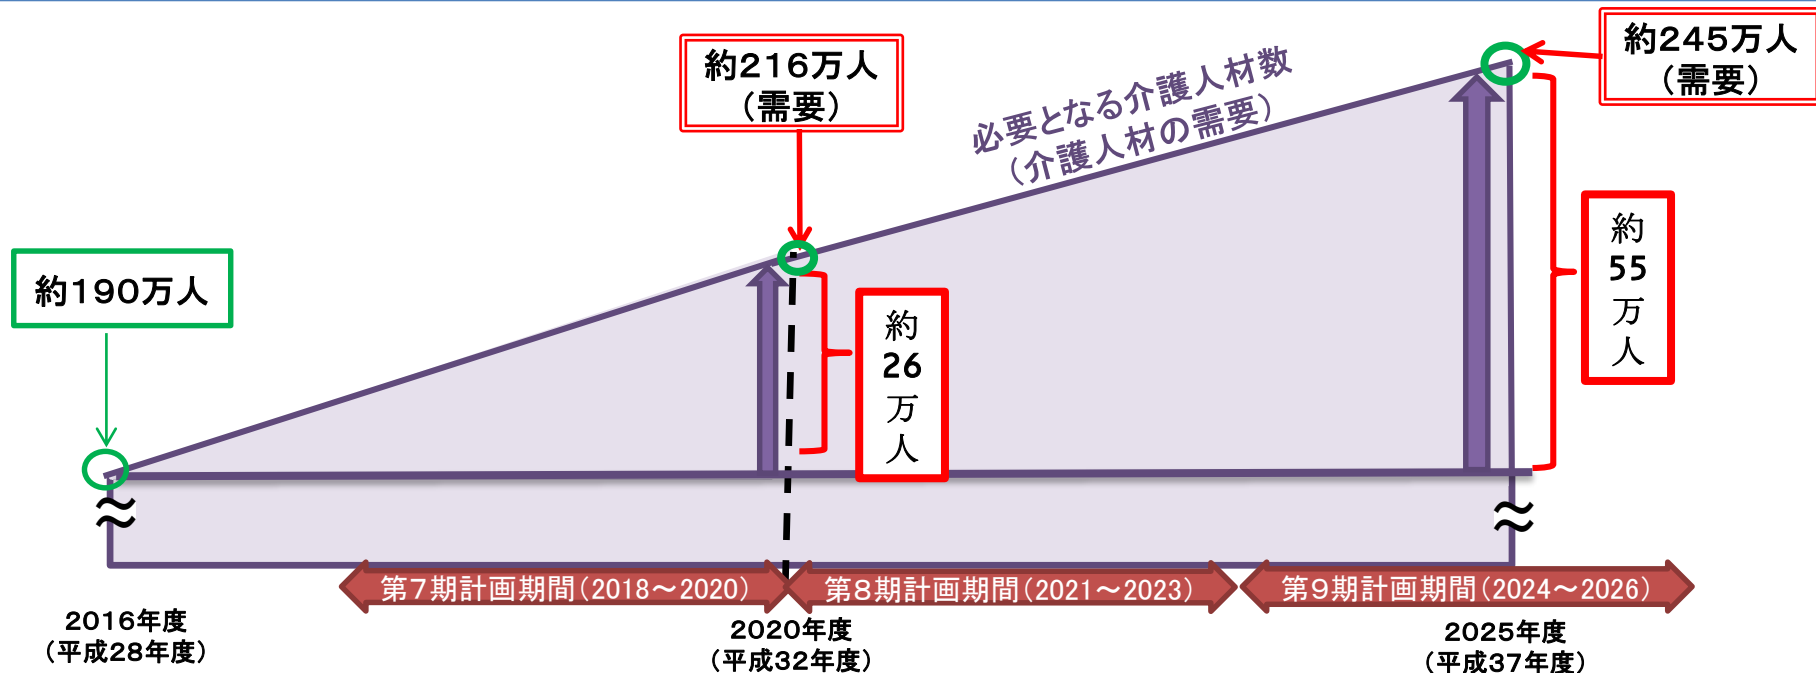 約216万人
(需要)
約245万人
(需要)
必要となる介護人材数
(介護人材の需要)
約190万人
約
26
万
人
約
55
万
人
第7期計画期間(2018～2020)
第8期計画期間(2021～2023)
第9期計画期間(2024～2026)
2016年度
(平成28年度)
2020年度
(平成32年度)
2025年度
(平成37年度)